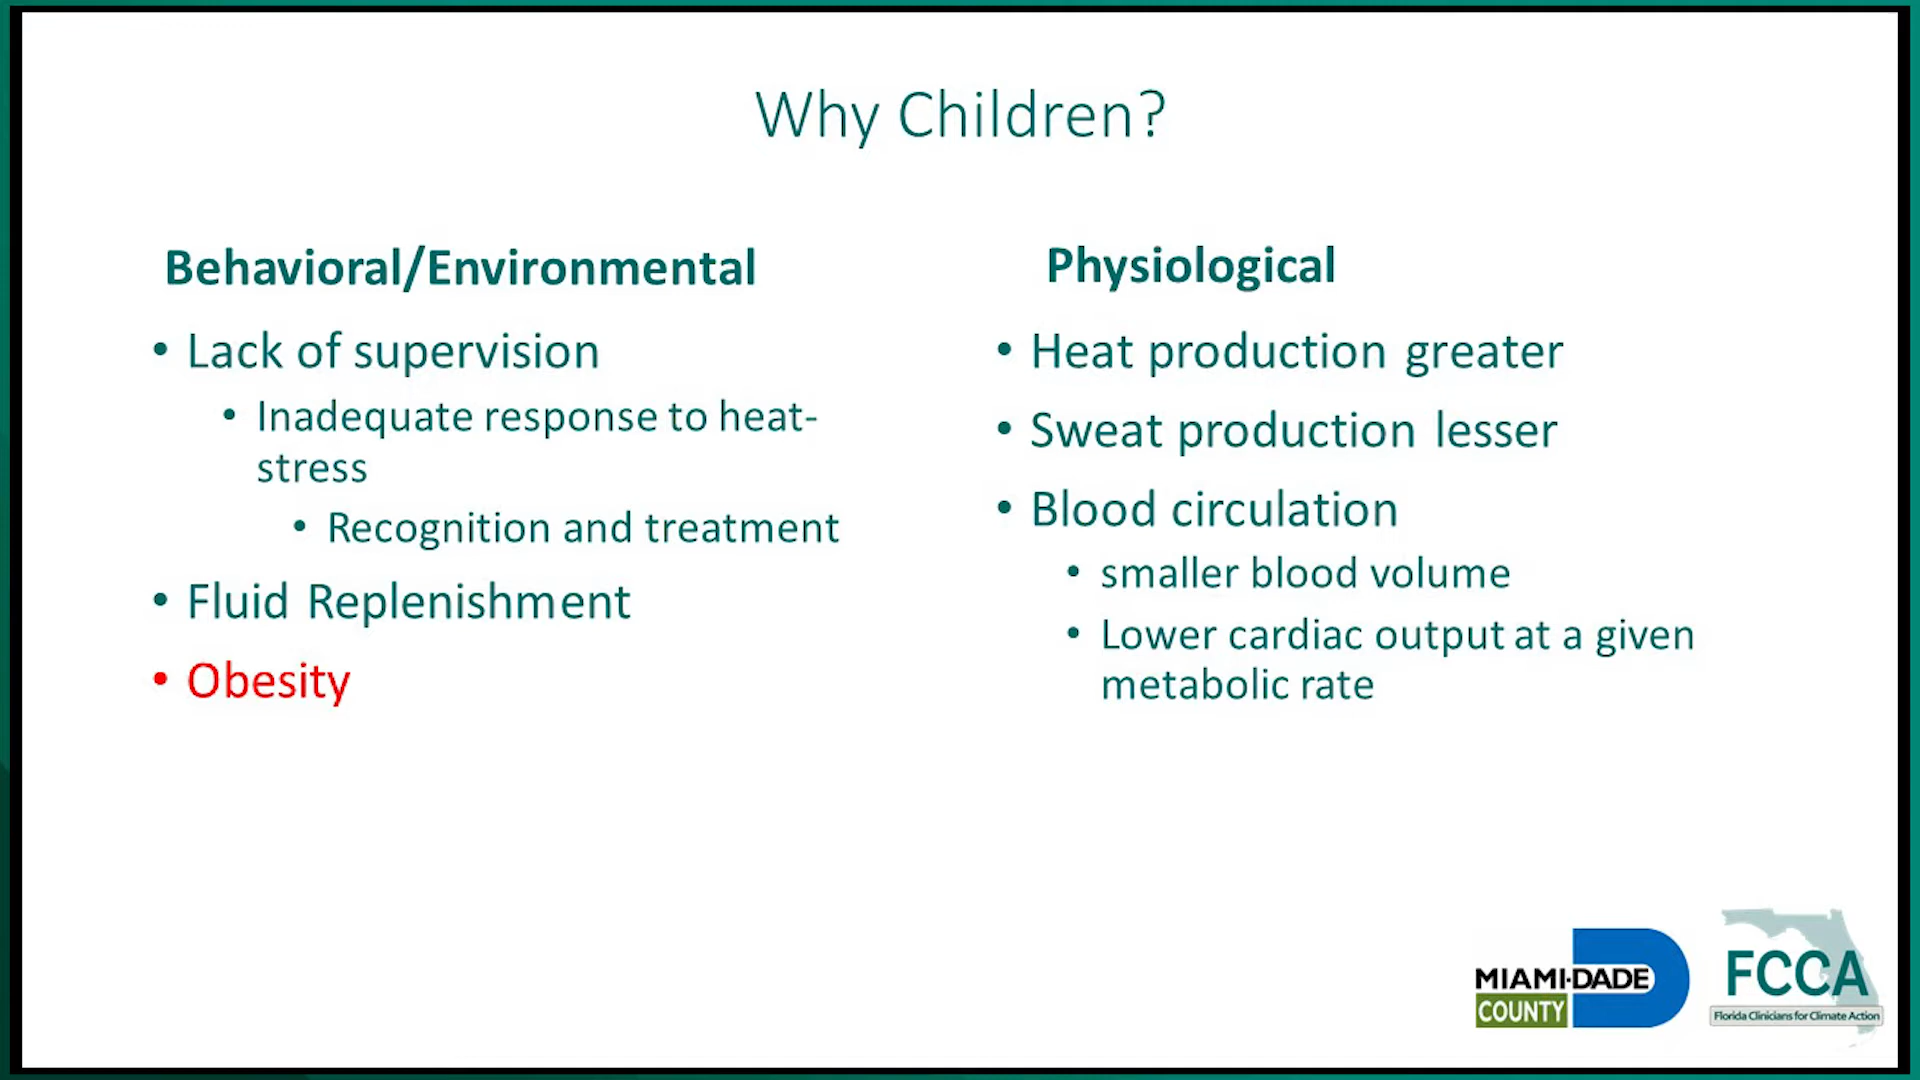 Why Children?
Behavioral/Environmental
• Lack of supervision
• Inadequate response to heat-
stress
• Recognition and treatment
• Fluid Replenishment
• Obesity
Physiological
• Heat production greater
• Sweat production lesser
• Blood circulation
• smaller blood volume
• Lower cardiac output at a given
metabolic rate
MIAMI-DADE
COUNTY
FCCA
Florida Clinicians for Climate Action